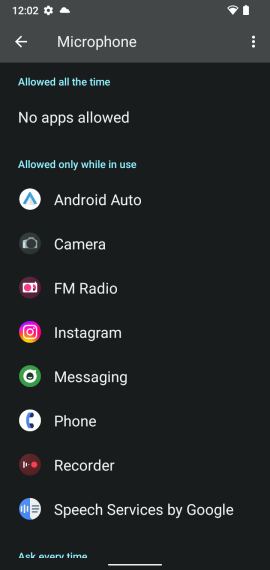 12:02
Microphone
Allowed all the time
No apps allowed
Allowed only while in use
Android Auto
Camera
FM Radio
Instagram
Messaging
Phone
Recorder
Speech Services by Google
Ask every time